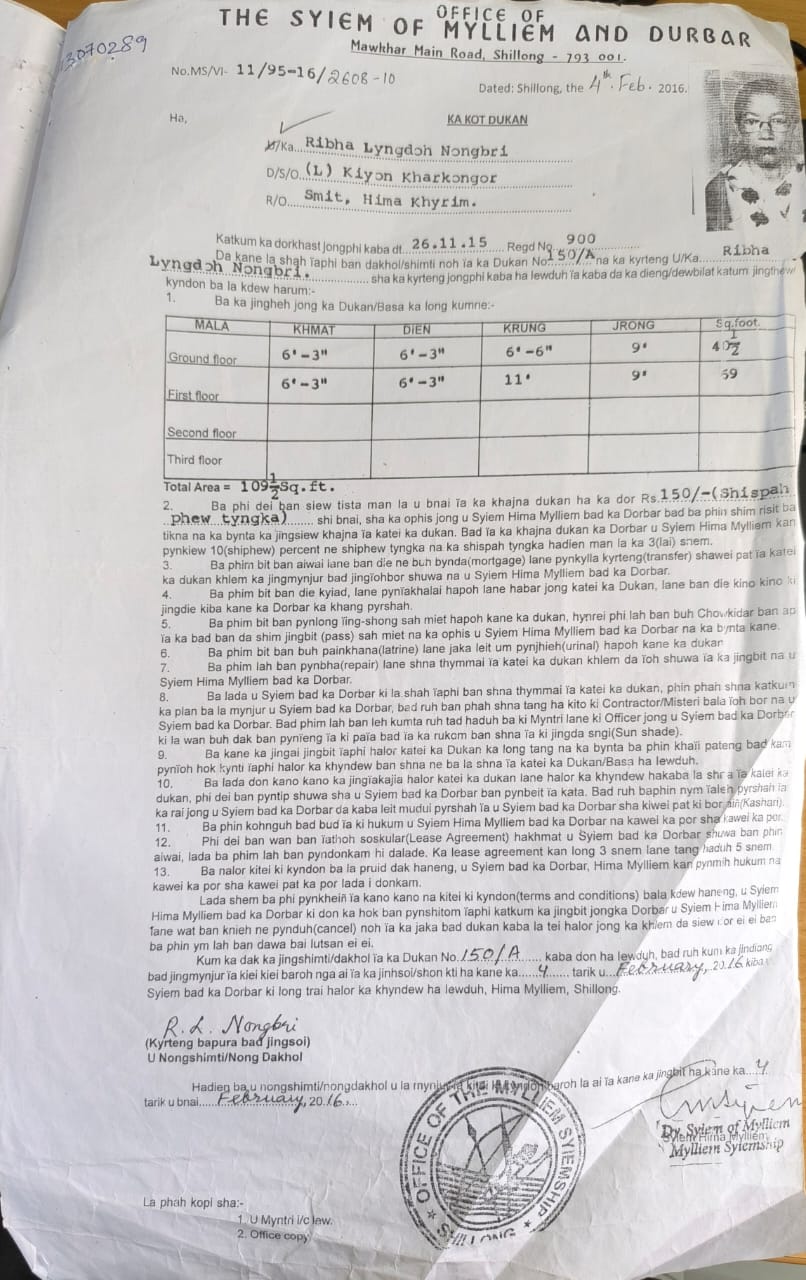 3070289
OFFICE OF
THE SYIEM OF MYLLIEM AND DURBAR
Mawkhar Main Road, Shillong - 793 001.
No.MS/VI- 11/95-16/2608-10
Dated: Shillong, the 4th. Feb. 2016.
Ha,
KA KOT DUKAN
/Ka. Ribha Lyngdoh Nongbri
D/S/O. (L) Kiyon Kharkongor
R/O. Smit, Hima Khyrim.
Katkum ka dorkhast jongphi kaba dt. 26.11.15 Regd No. 900
Da kane la shah ïaphi ban dakhol/shimti noh ïa ka Dukan No. 150/A na ka kyrteng U/Ka. Ribha
Lyngdoh Nongbri. sha ka kyrteng jongphi kaba ha lewduh ïa kaba da ka dieng/dewbilat katum jingthew
kyndon ba la kdew harum:-
1. Ba ka jingheh jong ka Dukan/Basa ka long kumne:-
MALA KHMAT DIEN KRUNG JRONG Sq.foot.
Ground floor 6'-3" 6'-3" 6'-6" 9' 40½
First floor 6'-3" 6'-3" 11' 9' 69
Second floor
Third floor
Total Area = 109½Sq.ft.
2. Ba phi dei ban siew tista man la u bnai ïa ka khajna dukan ha ka dor Rs. 150/-(Shispah
phew tyngka) shi bnai, sha ka ophis jong u Syiem Hima Mylliem bad ka Dorbar bad ba phin shim risit ba
tikna na ka bynta ka jingsiew khajna ïa katei ka dukan. Bad ïa ka khajna dukan ka Dorbar u Syiem Hima Mylliem kan
pynkiew 10(shiphew) percent ne shiphew tyngka na ka shispah tyngka hadien man la ka 3(lai) snem.
3. Ba phim bit ban aiwai lane ban die ne buh bynda(mortgage) lane pynkylla kyrteng(transfer) shawei pat ïa katei
ka dukan khlem ka jingmynjur bad jingïohbor shuwa na u Syiem Hima Mylliem bad ka Dorbar.
4. Ba phim bit ban die kyiad, lane pynïakhalai hapoh lane habar jong katei ka Dukan, lane ban die kino kino ki
jingdie kiba kane ka Dorbar ka khang pyrshah.
5. Ba phim bit ban pynlong ïing-shong sah miet hapoh kane ka dukan, hynrei phi lah ban buh Chowkidar ban ap
ïa ka bad ban da shim jingbit (pass) sah miet na ka ophis u Syiem Hima Mylliem bad ka Dorbar na ka bynta kane.
6. Ba phim bit ban buh painkhana(latrine) lane jaka leit um pynjhieh(urinal) hapoh kane ka dukan
7. Ba phim lah ban pynbha(repair) lane shna thymmai ïa katei ka dukan khlem da ïoh shuwa ïa ka jingbit na u
Syiem Hima Mylliem bad ka Dorbar.
8. Ba lada u Syiem bad ka Dorbar ki la shah ïaphi ban shna thymmai ïa katei ka dukan, phin phah shna katkum
ka plan ba la mynjur u Syiem bad ka Dorbar, bad ruh ban phah shna tang ha kito ki Contractor/Misteri bala ïoh bor na u
Syiem bad ka Dorbar. Bad phim lah ban leh kumta ruh tad haduh ba ki Myntri lane ki Officer jong u Syiem bad ka Dorbar
ki la wan buh dak ban pynïeng ïa ki païa bad ïa ka rukom ban shna ïa ki jingda sngi(Sun shade).
9. Ba kane ka jingai jingbit ïaphi halor katei ka Dukan ka long tang na ka bynta ba phin khaïi pateng bad kam
pynïoh hok kynti ïaphi halor ka khyndew ban shna ne ba la shna ïa katei ka Dukan/Basa ha lewduh.
10. Ba lada don kano kano ka jingïakajia halor katei ka dukan lane halor ka khyndew hakaba la shna ïa katei ka
dukan, phi dei ban pyntip shuwa sha u Syiem bad ka Dorbar ban pynbeit ïa kata. Bad ruh baphin nym ïaleh pyrshah ïa
ka rai jong u Syiem bad ka Dorbar da kaba leit mudui pyrshah ïa u Syiem bad ka Dorbar sha kiwei pat ki bor aiñ(Kashari).
11. Ba phin kohnguh bad bud ïa ki hukum u Syiem Hima Mylliem bad ka Dorbar na kawei ka por sha kawei ka por.
12. Phi dei ban wan ban ïathoh soskular(Lease Agreement) hakhmat u Syiem bad ka Dorbar shuwa ban phin
aiwai, lada ba phim lah ban pyndonkam hi dalade. Ka lease agreement kan long 3 snem lane tang haduh 5 snem.
13. Ba nalor kitei ki kyndon ba la pruid dak haneng, u Syiem bad ka Dorbar, Hima Mylliem kan pynmih hukum na
kawei ka por sha kawei pat ka por lada i donkam.
Lada shem ba phi pynkheiñ ïa kano kano na kitei ki kyndon(terms and conditions) bala kdew haneng, u Syiem
Hima Mylliem bad ka Dorbar ki don ka hok ban pynshitom ïaphi katkum ka jingbit jongka Dorbar u Syiem Hima Mylliem
lane wat ban knieh ne pynduh(cancel) noh ïa ka jaka bad dukan kaba la tei halor jong ka khlem da siew nor ei ei ban
ba phin ym lah ban dawa bai lutsan ei ei.
Kum ka dak ka jingshimti/dakhol ïa ka Dukan No. 150/A kaba don ha lewduh, bad ruh kum ka jindiang
bad jingmynjur ïa kiei kiei baroh nga ai ïa ka jinhsoi/shon kti ha kane ka 4 tarik u February, 2016 kiba
Syiem bad ka Dorbar ki long trai halor ka khyndew ha lewduh, Hima Mylliem, Shillong.
R. L. Nongbri
(Kyrteng bapura bad jingsoi)
U Nongshimti/Nong Dakhol
Hadien ba u nongshimti/nongdakhol u la mynjur ïa kitei ki kyndon baroh la ai ïa kane ka jingbit ha kane ka 4
tarik u bnai February, 2016
OFFICE OF THE MYLLIEM SYIEMSHIP
SHILLONG
Dy. Syiem of Mylliem
Syiem Hima Mylliem
Mylliem Syiemship
La phah kopi sha:-
1. U Myntri i/c law.
2. Office copy